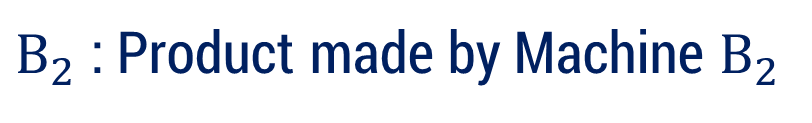 B₂ : Product made by Machine B₂